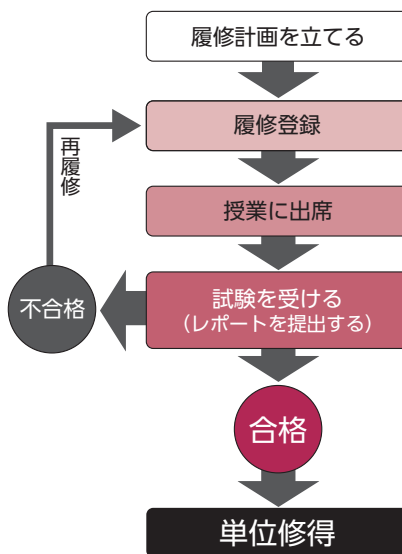 履修計画を立てる
履修登録
再履修
授業に出席
試験を受ける
（レポートを提出する）
不合格
合格
単位修得